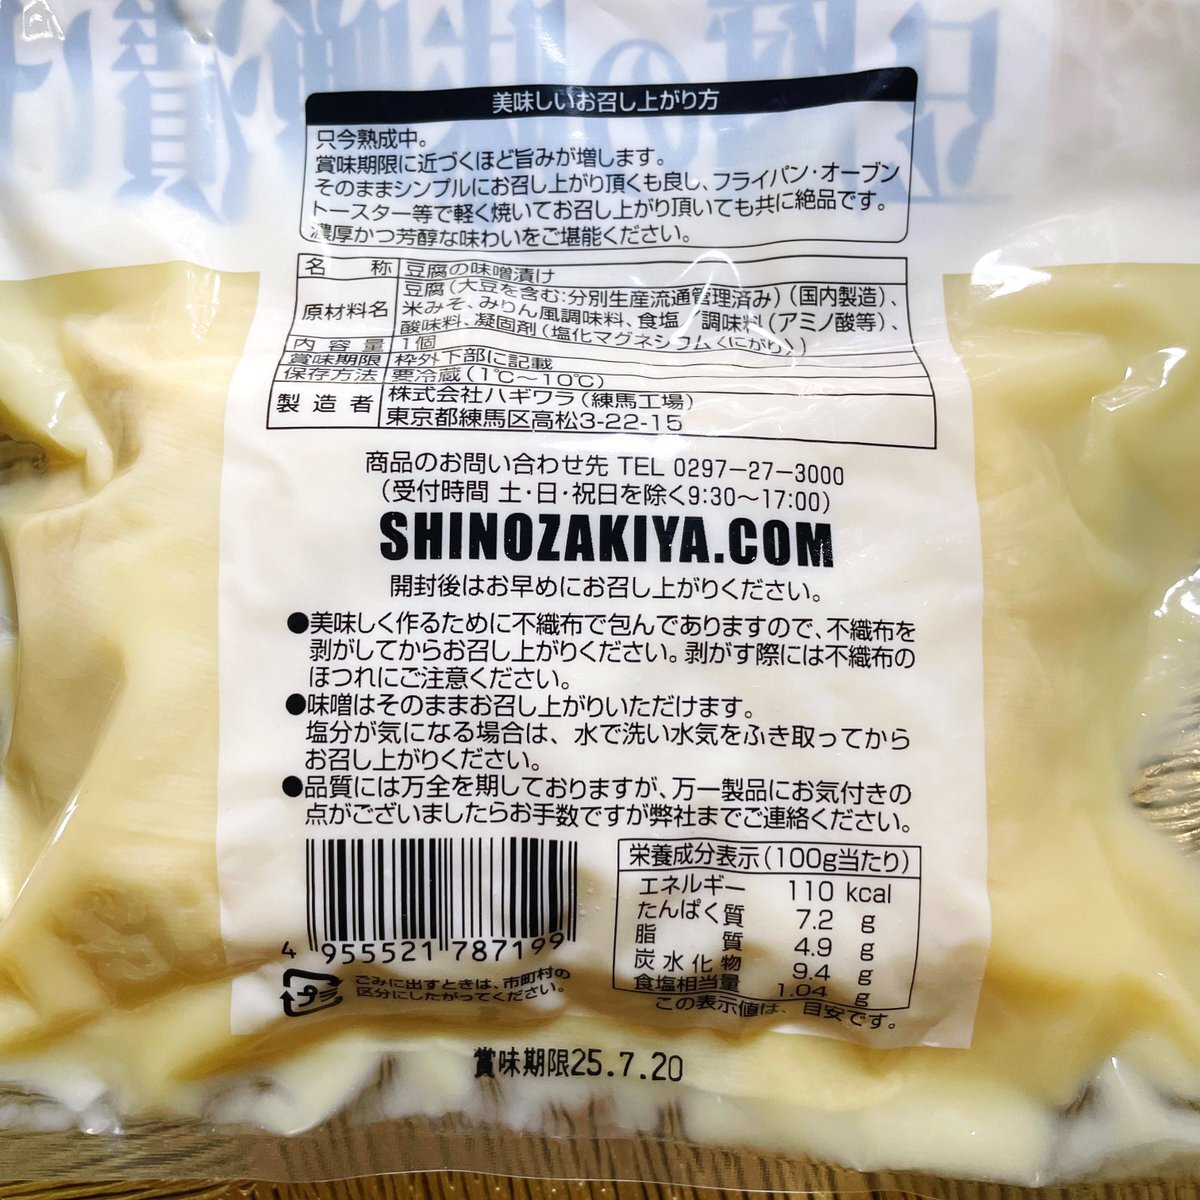 豆腐の味噌漬け
美味しいお召し上がり方
只今熟成中。
賞味期限に近づくほど旨みが増します。
そのままシンプルにお召し上がり頂くも良し、フライパン・オーブン
トースター等で軽く焼いてお召し上がり頂いても共に絶品です。
濃厚かつ芳醇な味わいをご堪能ください。
名称 豆腐の味噌漬け
原材料名 豆腐(大豆を含む:分別生産流通管理済み)(国内製造)、
米みそ、みりん風調味料、食塩/調味料(アミノ酸等)、
酸味料、凝固剤(塩化マグネシウム〈にがり〉)
内容量 1個
賞味期限 枠外下部に記載
保存方法 要冷蔵(1℃〜10℃)
製造者 株式会社ハギワラ(練馬工場)
東京都練馬区高松3-22-15
商品のお問い合わせ先 TEL 0297-27-3000
(受付時間 土・日・祝日を除く9:30〜17:00)
SHINOZAKIYA.COM
開封後はお早めにお召し上がりください。
●美味しく作るために不織布で包んでありますので、不織布を
剥がしてからお召し上がりください。剥がす際には不織布の
ほつれにご注意ください。
●味噌はそのままお召し上がりいただけます。
塩分が気になる場合は、水で洗い水気をふき取ってから
お召し上がりください。
●品質には万全を期しておりますが、万一製品にお気付きの
点がございましたらお手数ですが弊社までご連絡ください。
4 955521 787199
プラ
ごみに出すときは、市町村の
区分にしたがってください。
栄養成分表示(100g当たり)
エネルギー 110 kcal
たんぱく質 7.2 g
脂質 4.9 g
炭水化物 9.4 g
食塩相当量 1.04 g
この表示値は、目安です。
賞味期限25.7.20